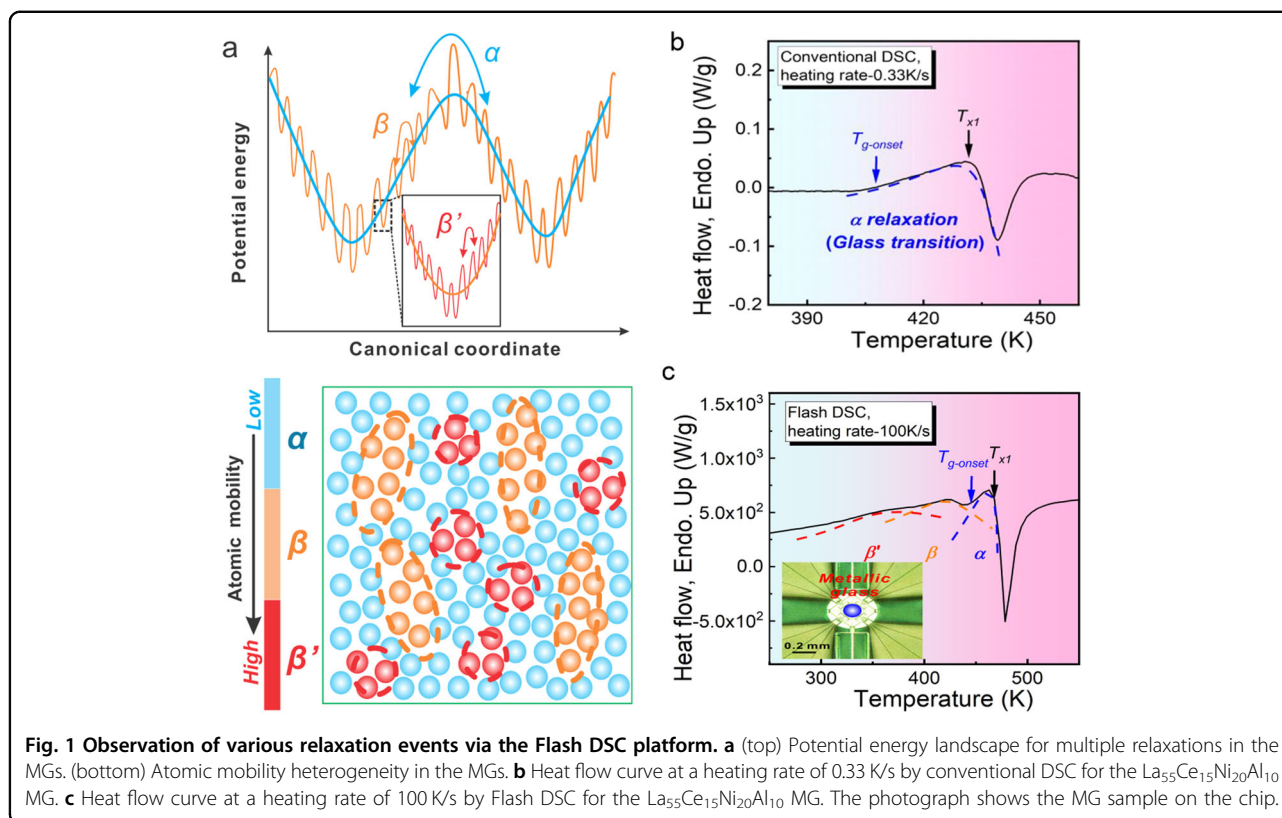 a
α
β
β'
Potential energy
Canonical coordinate
Low
Atomic mobility
High
α
β
β'
b
Conventional DSC,
heating rate-0.33K/s
Tg-onset
Tx1
α relaxation
(Glass transition)
0.2
0.1
0.0
-0.1
-0.2
Heat flow, Endo. Up (W/g)
390
420
450
Temperature (K)
c
Flash DSC,
heating rate-100K/s
Tg-onset
Tx1
β'
β
α
Metallic
glass
0.2 mm
1.5x10³
1.0x10³
5.0x10²
0.0
-5.0x10²
Heat flow, Endo. Up (W/g)
300
400
500
Temperature (K)
Fig. 1 Observation of various relaxation events via the Flash DSC platform. a (top) Potential energy landscape for multiple relaxations in the
MGs. (bottom) Atomic mobility heterogeneity in the MGs. b Heat flow curve at a heating rate of 0.33 K/s by conventional DSC for the La₅₅Ce₁₅Ni₂₀Al₁₀
MG. c Heat flow curve at a heating rate of 100 K/s by Flash DSC for the La₅₅Ce₁₅Ni₂₀Al₁₀ MG. The photograph shows the MG sample on the chip.